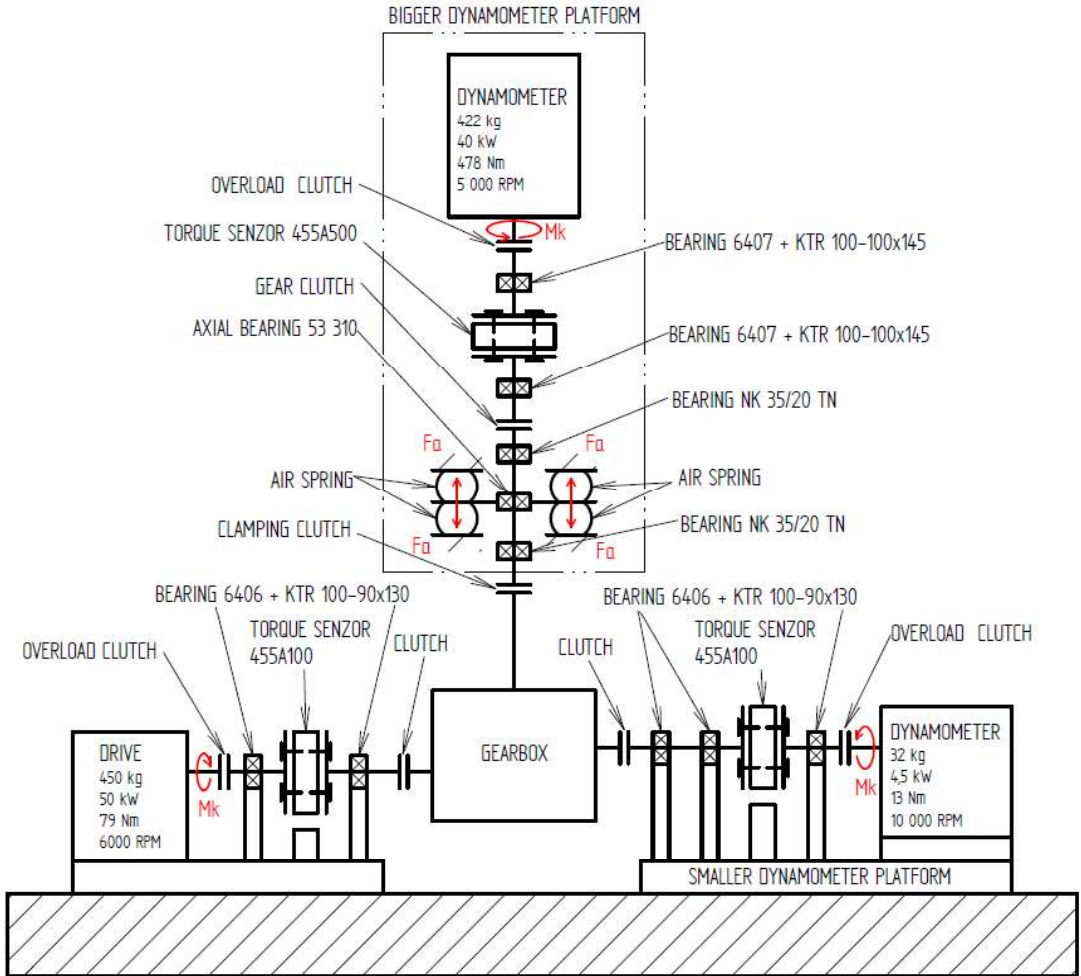 BIGGER DYNAMOMETER PLATFORM
DYNAMOMETER
422 kg
40 kW
478 Nm
5 000 RPM
OVERLOAD CLUTCH
Mk
TORQUE SENZOR 455A500
BEARING 6407 + KTR 100-100x145
GEAR CLUTCH
AXIAL BEARING 53 310
BEARING 6407 + KTR 100-100x145
BEARING NK 35/20 TN
Fa
Fa
AIR SPRING
AIR SPRING
CLAMPING CLUTCH
BEARING NK 35/20 TN
Fa
Fa
BEARING 6406 + KTR 100-90x130
BEARING 6406 + KTR 100-90x130
TORQUE SENZOR
455A100
OVERLOAD CLUTCH
CLUTCH
CLUTCH
TORQUE SENZOR
455A100
OVERLOAD CLUTCH
DRIVE
450 kg
50 kW
79 Nm
6000 RPM
Mk
GEARBOX
Mk
DYNAMOMETER
32 kg
4,5 kW
13 Nm
10 000 RPM
SMALLER DYNAMOMETER PLATFORM